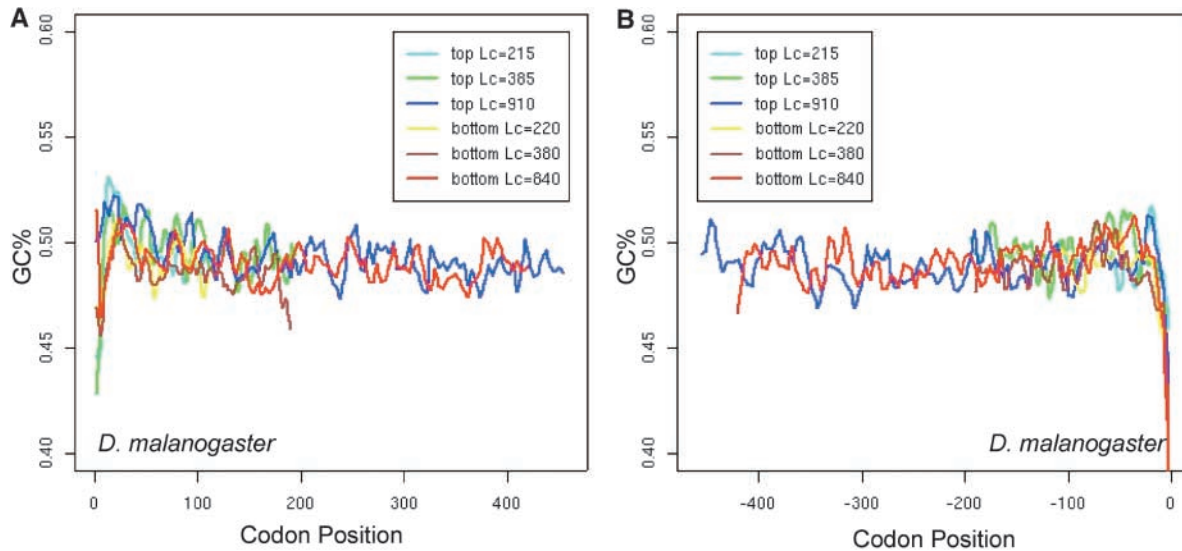 A
GC%
0.60
0.55
0.50
0.45
0.40
top Lc=215
top Lc=385
top Lc=910
bottom Lc=220
bottom Lc=380
bottom Lc=840
D. malanogaster
0 100 200 300 400
Codon Position
B
GC%
0.60
0.55
0.50
0.45
0.40
top Lc=215
top Lc=385
top Lc=910
bottom Lc=220
bottom Lc=380
bottom Lc=840
D. malanogaster
-400 -300 -200 -100 0
Codon Position